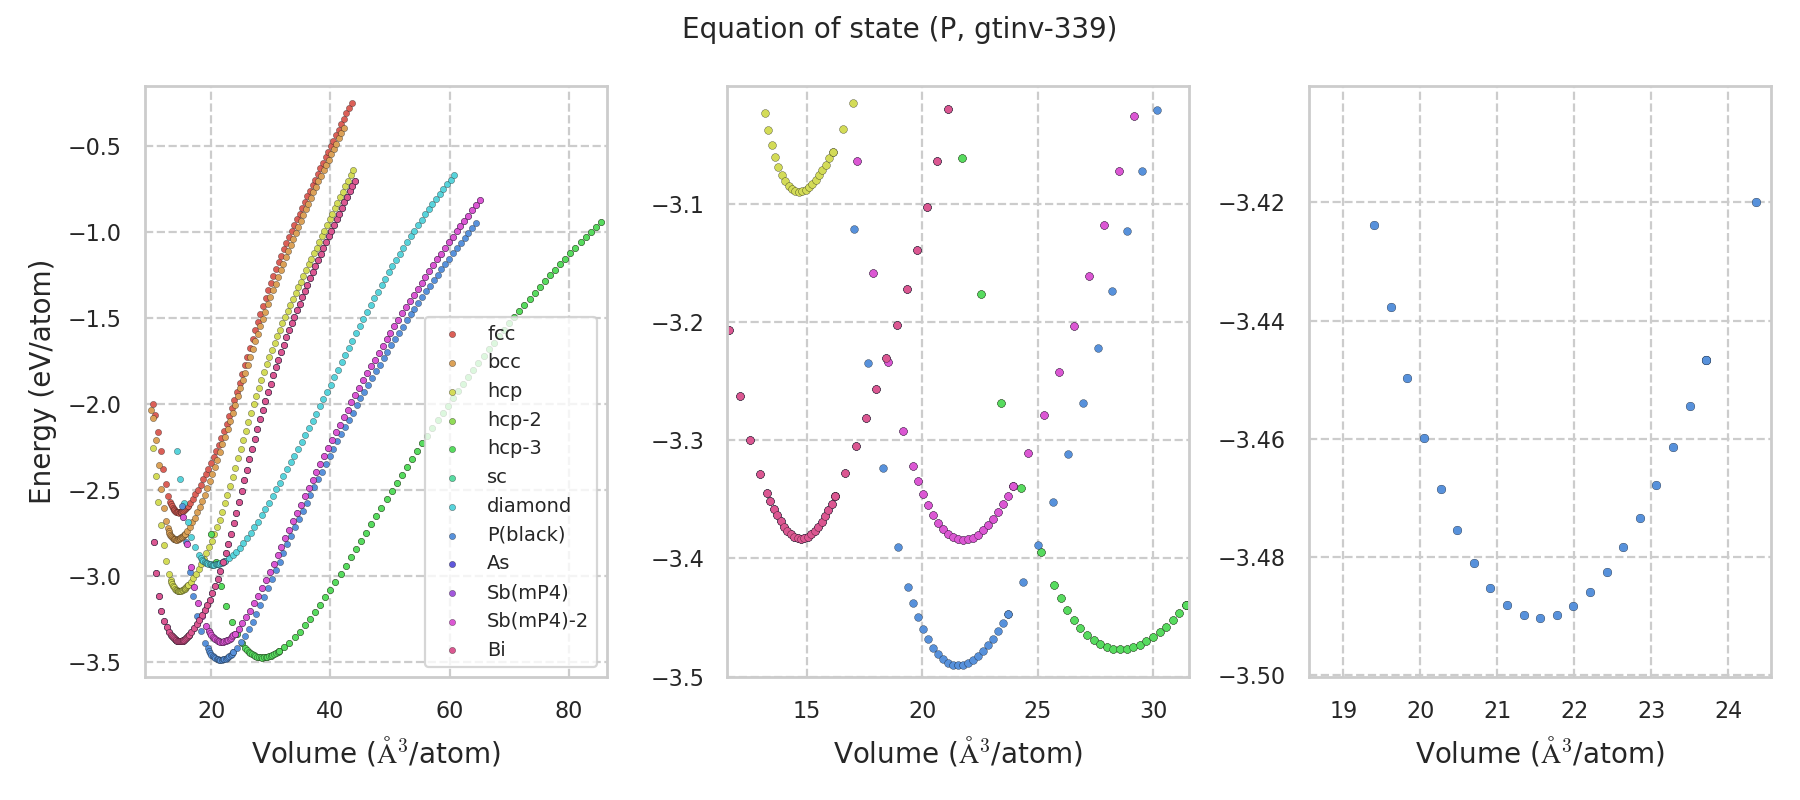 Equation of state (P, gtinv-339)
Energy (eV/atom)
−0.5
−1.0
−1.5
−2.0
−2.5
−3.0
−3.5
20 40 60 80
Volume (Å³/atom)
fcc
bcc
hcp
hcp-2
hcp-3
sc
diamond
P(black)
As
Sb(mP4)
Sb(mP4)-2
Bi
−3.1
−3.2
−3.3
−3.4
−3.5
15 20 25 30
Volume (Å³/atom)
−3.42
−3.44
−3.46
−3.48
−3.50
19 20 21 22 23 24
Volume (Å³/atom)